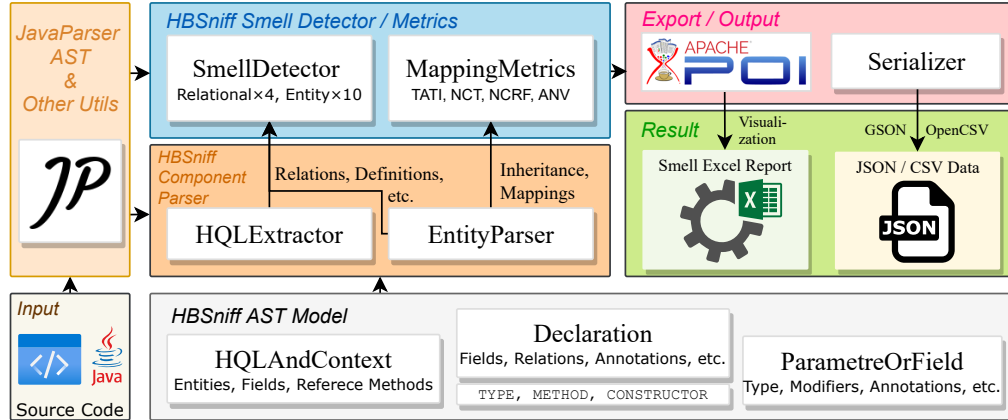 JavaParser
AST
&
Other Utils
JP
HBSniff Smell Detector / Metrics
SmellDetector
Relational×4, Entity×10
MappingMetrics
TATI, NCT, NCRF, ANV
Export / Output
APACHE
POI
Serializer
HBSniff
Component
Parser
Relations, Definitions,
etc.
Inheritance,
Mappings
HQLExtractor
EntityParser
Result
Visuali-
zation
GSON
OpenCSV
Smell Excel Report
X
JSON / CSV Data
JSON
Input
</>
Java
Source Code
HBSniff AST Model
HQLAndContext
Entities, Fields, Referece Methods
Declaration
Fields, Relations, Annotations, etc.
TYPE, METHOD, CONSTRUCTOR
ParametreOrField
Type, Modifiers, Annotations, etc.